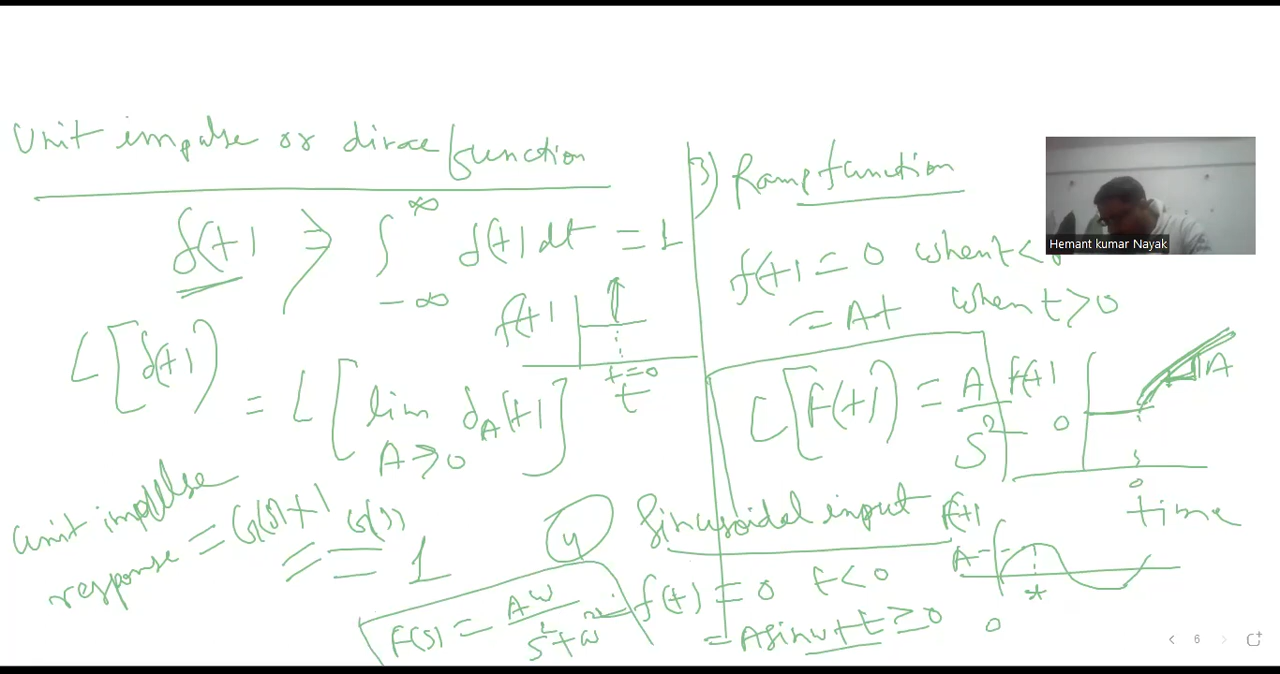 unit impulse or dirac function
δ(t) ⇒ ∫ δ(t) dt = 1
∞
-∞
f(t)
t=0
t
L[δ(t)]
= L[lim δA(t)]
A→0
unit impulse
response = G(s)×1
= G(s)
= 1
3) Ramp function
f(t) = 0 when t<0
= At when t>0
L[f(t)] = A
S²
f(t)
A
0
0
time
4 Sinusoidal input
f(t) = 0 t<0
= A sin ωt t≥0
F(s) = Aω
s²+ω²
f(t)
A
0
Hemant kumar Nayak
6